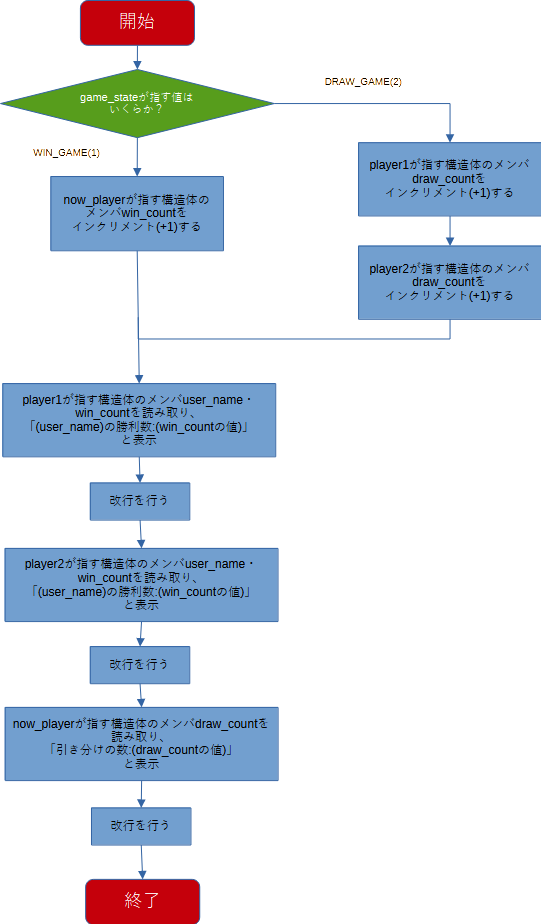 開始
game_stateが指す値は
いくらか？
DRAW_GAME(2)
WIN_GAME(1)
now_playerが指す構造体の
メンバwin_countを
インクリメント(+1)する
player1が指す構造体のメンバ
draw_countを
インクリメント(+1)する
player2が指す構造体のメンバ
draw_countを
インクリメント(+1)する
player1が指す構造体のメンバuser_name・
win_countを読み取り、
「(user_name)の勝利数:(win_countの値)」
と表示
改行を行う
player2が指す構造体のメンバuser_name・
win_countを読み取り、
「(user_name)の勝利数:(win_countの値)」
と表示
改行を行う
now_playerが指す構造体のメンバdraw_countを
読み取り、
「引き分けの数:(draw_countの値)」
と表示
改行を行う
終了